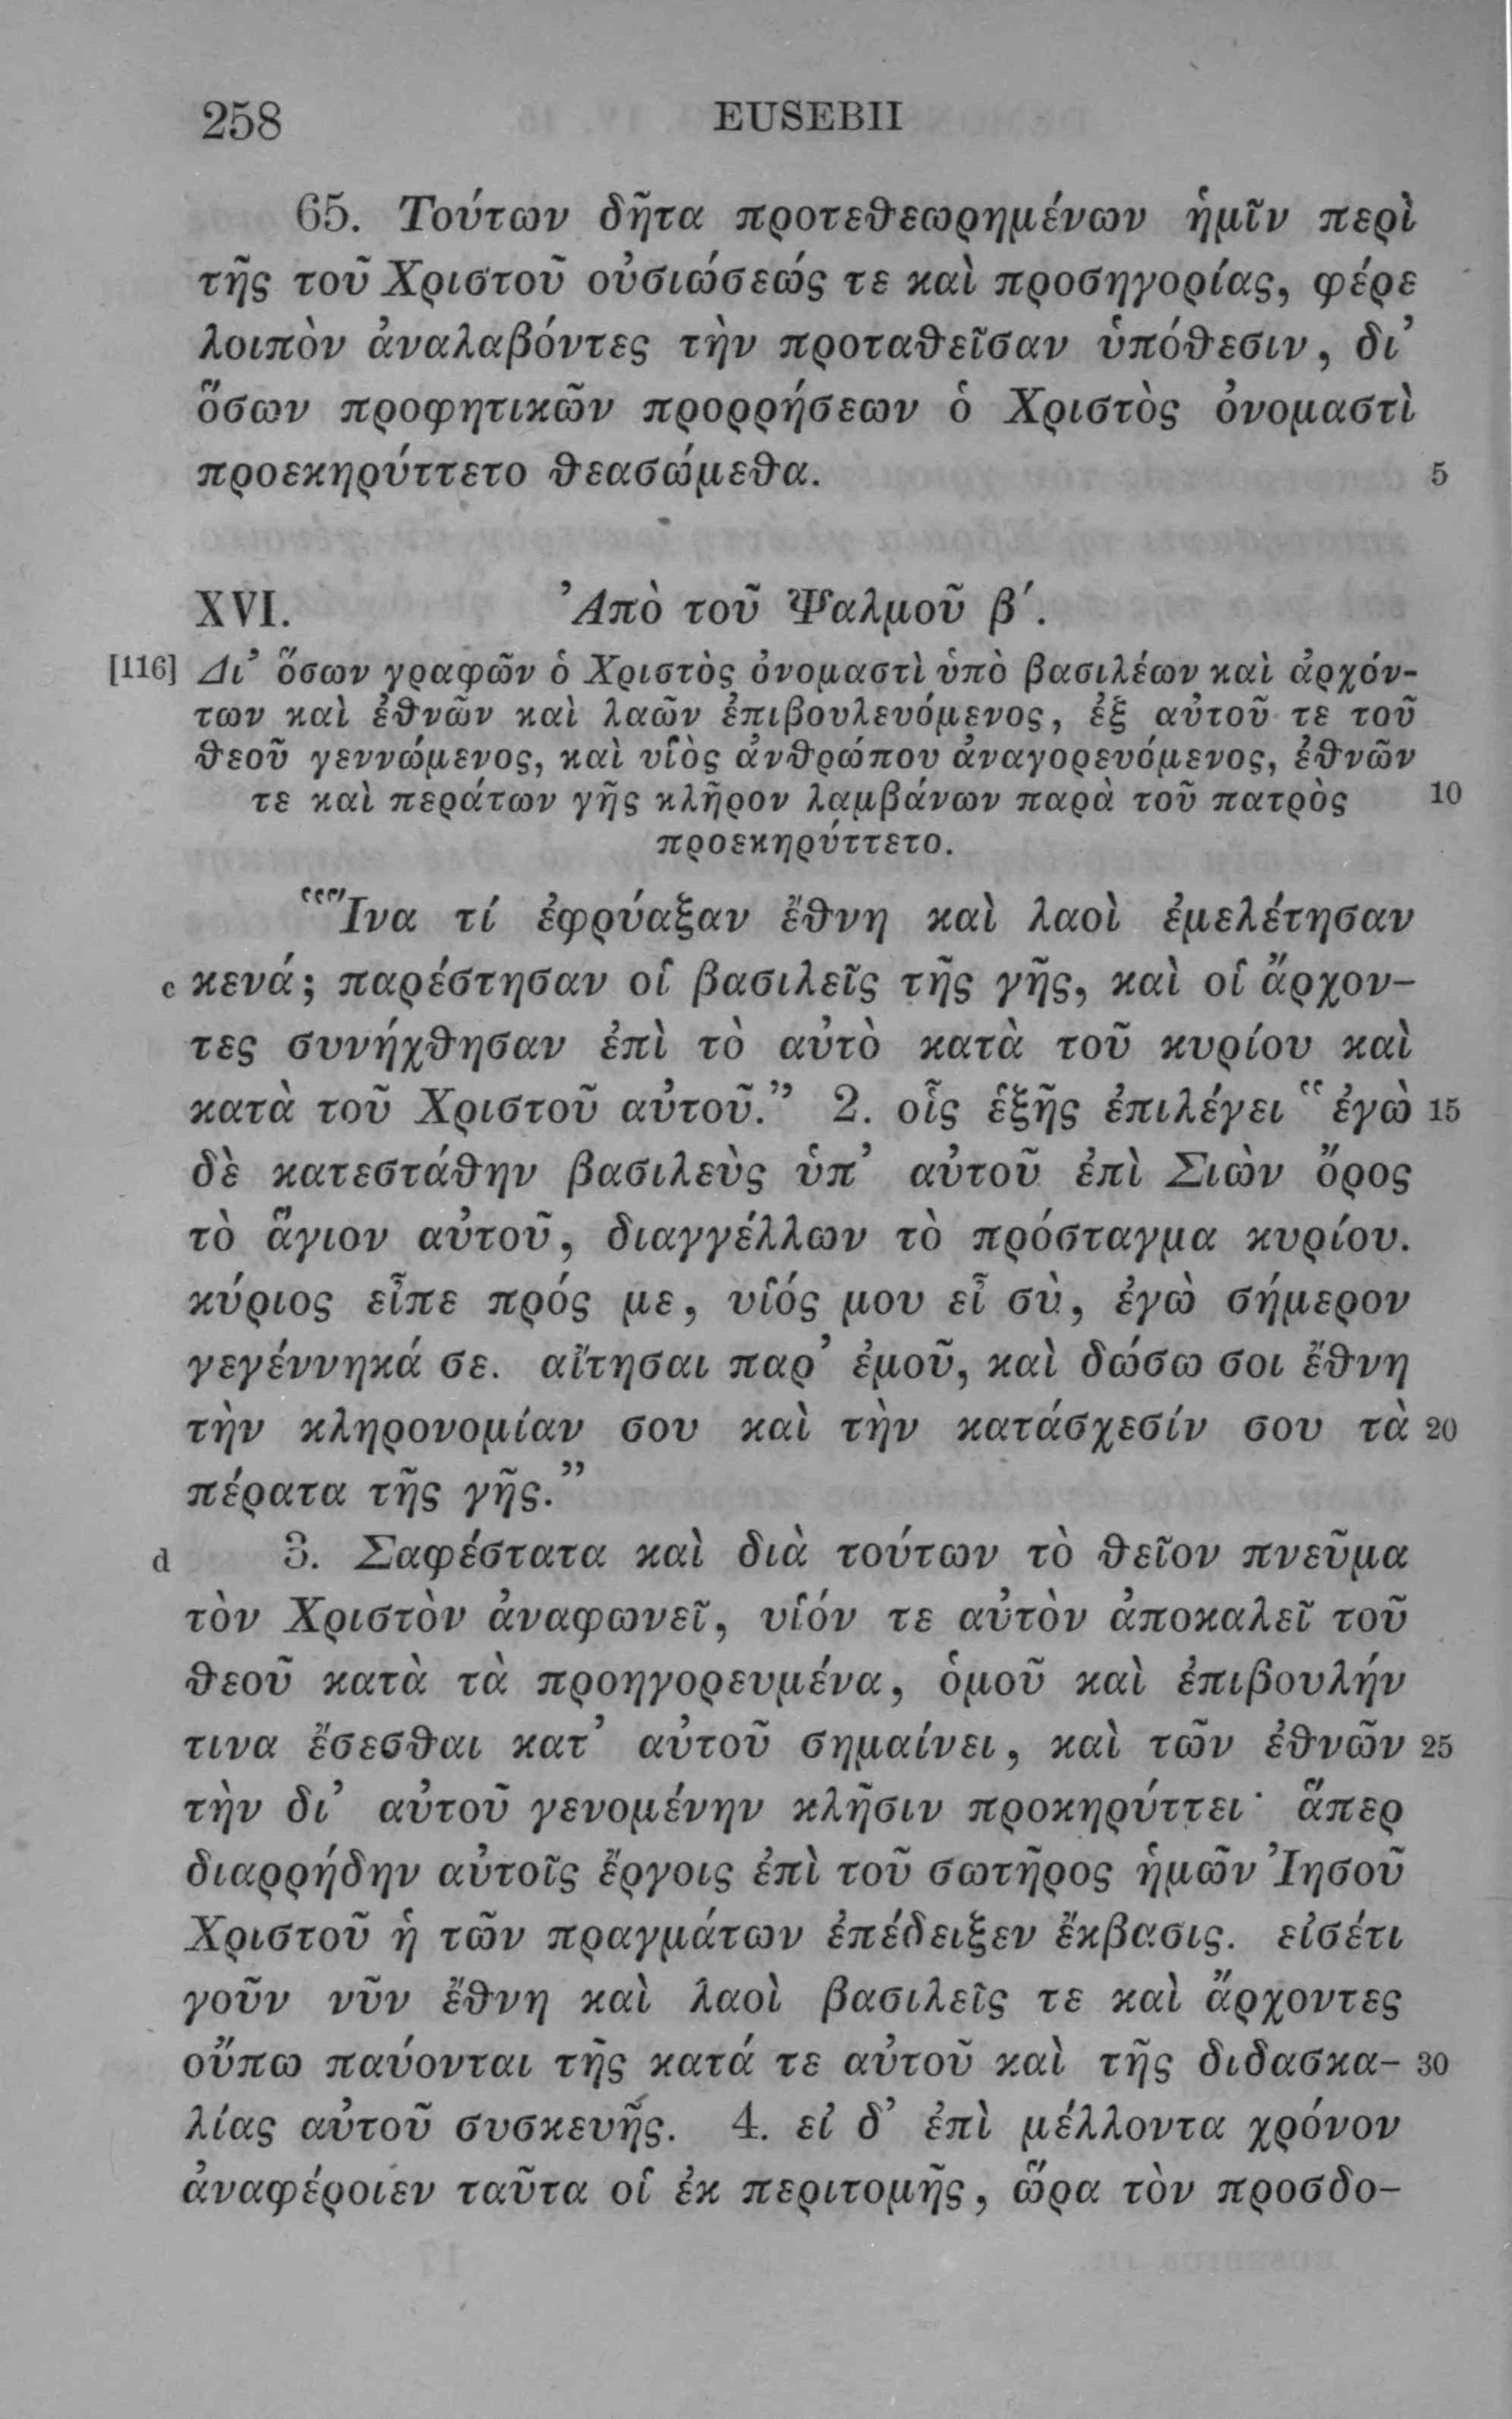 258 EUSEBII
65. Τούτων δῆτα προτεθεωρημένων ἡμῖν περὶ
τῆς τοῦ Χριστοῦ οὐσιώσεώς τε καὶ προσηγορίας, φέρε
λοιπὸν ἀναλαβόντες τὴν προταθεῖσαν ὑπόθεσιν, δι’
ὅσων προφητικῶν προρρήσεων ὁ Χριστὸς ὀνομαστὶ
προεκηρύττετο θεασώμεθα. 5
XVI. Ἀπὸ τοῦ Ψαλμοῦ β΄.
[116] Δι’ ὅσων γραφῶν ὁ Χριστὸς ὀνομαστὶ ὑπὸ βασιλέων καὶ ἀρχόν-
των καὶ ἐθνῶν καὶ λαῶν ἐπιβουλευόμενος, ἐξ αὐτοῦ τε τοῦ
θεοῦ γεννώμενος, καὶ υἱὸς ἀνθρώπου ἀναγορευόμενος, ἐθνῶν
τε καὶ περάτων γῆς κλῆρον λαμβάνων παρὰ τοῦ πατρὸς 10
προεκηρύττετο.
“Ἵνα τί ἐφρύαξαν ἔθνη καὶ λαοὶ ἐμελέτησαν
c κενά; παρέστησαν οἱ βασιλεῖς τῆς γῆς, καὶ οἱ ἄρχον-
τες συνήχθησαν ἐπὶ τὸ αὐτὸ κατὰ τοῦ κυρίου καὶ
κατὰ τοῦ Χριστοῦ αὐτοῦ.” 2. οἷς ἑξῆς ἐπιλέγει “ἐγὼ 15
δὲ κατεστάθην βασιλεὺς ὑπ’ αὐτοῦ ἐπὶ Σιὼν ὄρος
τὸ ἅγιον αὐτοῦ, διαγγέλλων τὸ πρόσταγμα κυρίου.
κύριος εἶπε πρός με, υἱός μου εἶ σὺ, ἐγὼ σήμερον
γεγέννηκά σε. αἴτησαι παρ’ ἐμοῦ, καὶ δώσω σοι ἔθνη
τὴν κληρονομίαν σου καὶ τὴν κατάσχεσίν σου τὰ 20
πέρατα τῆς γῆς.”
d 3. Σαφέστατα καὶ διὰ τούτων τὸ θεῖον πνεῦμα
τὸν Χριστὸν ἀναφωνεῖ, υἱόν τε αὐτὸν ἀποκαλεῖ τοῦ
θεοῦ κατὰ τὰ προηγορευμένα, ὁμοῦ καὶ ἐπιβουλήν
τινα ἔσεσθαι κατ’ αὐτοῦ σημαίνει, καὶ τῶν ἐθνῶν 25
τὴν δι’ αὐτοῦ γενομένην κλῆσιν προκηρύττει· ἅπερ
διαρρήδην αὐτοῖς ἔργοις ἐπὶ τοῦ σωτῆρος ἡμῶν Ἰησοῦ
Χριστοῦ ἡ τῶν πραγμάτων ἐπέδειξεν ἔκβασις. εἰσέτι
γοῦν νῦν ἔθνη καὶ λαοὶ βασιλεῖς τε καὶ ἄρχοντες
οὔπω παύονται τῆς κατά τε αὐτοῦ καὶ τῆς διδασκα- 30
λίας αὐτοῦ συσκευῆς. 4. εἰ δ’ ἐπὶ μέλλοντα χρόνον
ἀναφέροιεν ταῦτα οἱ ἐκ περιτομῆς, ὥρα τὸν προσδο-